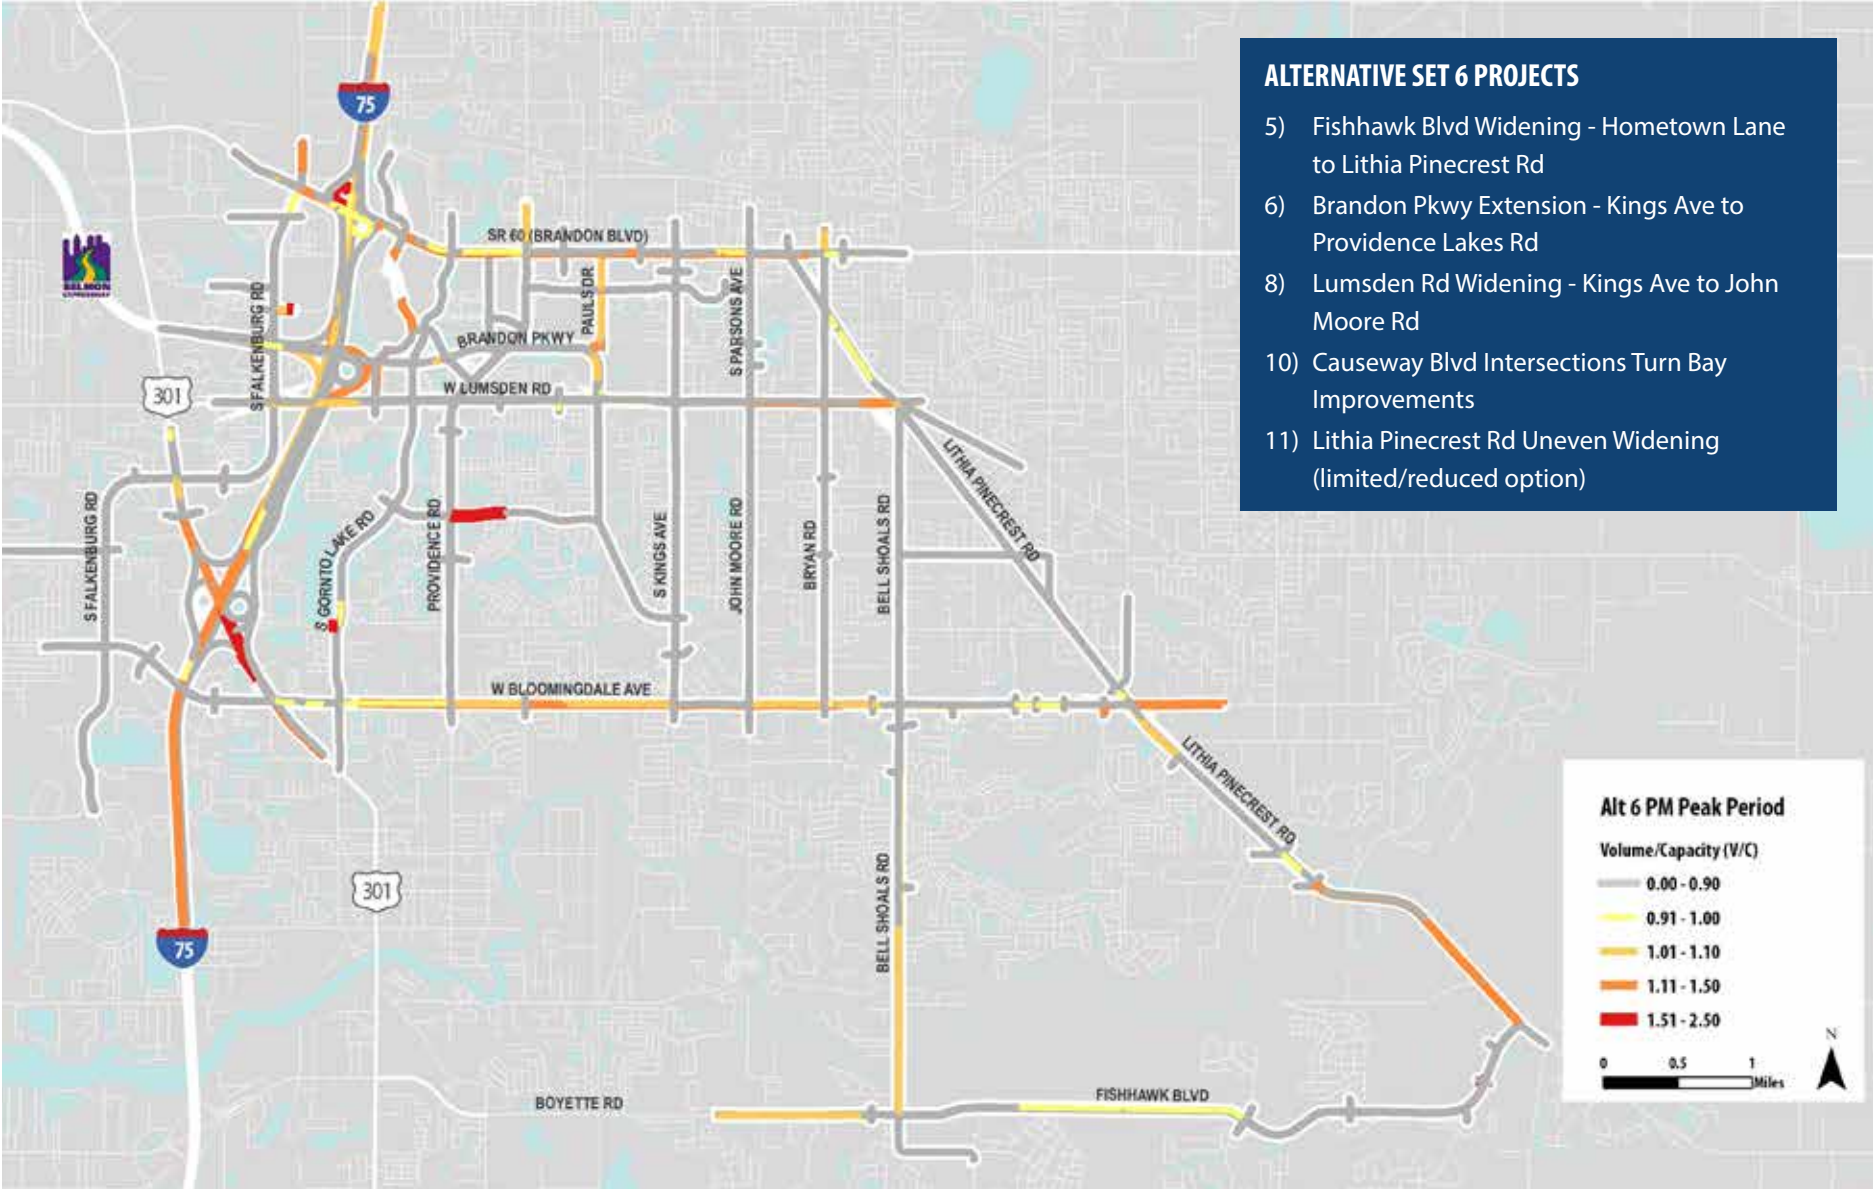 ALTERNATIVE SET 6 PROJECTS
5) Fishhawk Blvd Widening - Hometown Lane
to Lithia Pinecrest Rd
6) Brandon Pkwy Extension - Kings Ave to
Providence Lakes Rd
8) Lumsden Rd Widening - Kings Ave to John
Moore Rd
10) Causeway Blvd Intersections Turn Bay
Improvements
11) Lithia Pinecrest Rd Uneven Widening
(limited/reduced option)
75
SR 60 (BRANDON BLVD)
BELMON
S FALKENBURG RD
PAULS DR
S PARSONS AVE
BRANDON PKWY
W LUMSDEN RD
301
LITHIA PINECREST RD
S FALKENBURG RD
S GORNTO LAKE RD
PROVIDENCE RD
S KINGS AVE
JOHN MOORE RD
BRYAN RD
BELL SHOALS RD
W BLOOMINGDALE AVE
LITHIA PINECREST RD
301
BELL SHOALS RD
75
BOYETTE RD
FISHHAWK BLVD
Alt 6 PM Peak Period
Volume/Capacity (V/C)
0.00 - 0.90
0.91 - 1.00
1.01 - 1.10
1.11 - 1.50
1.51 - 2.50
N
0 0.5 1
Miles